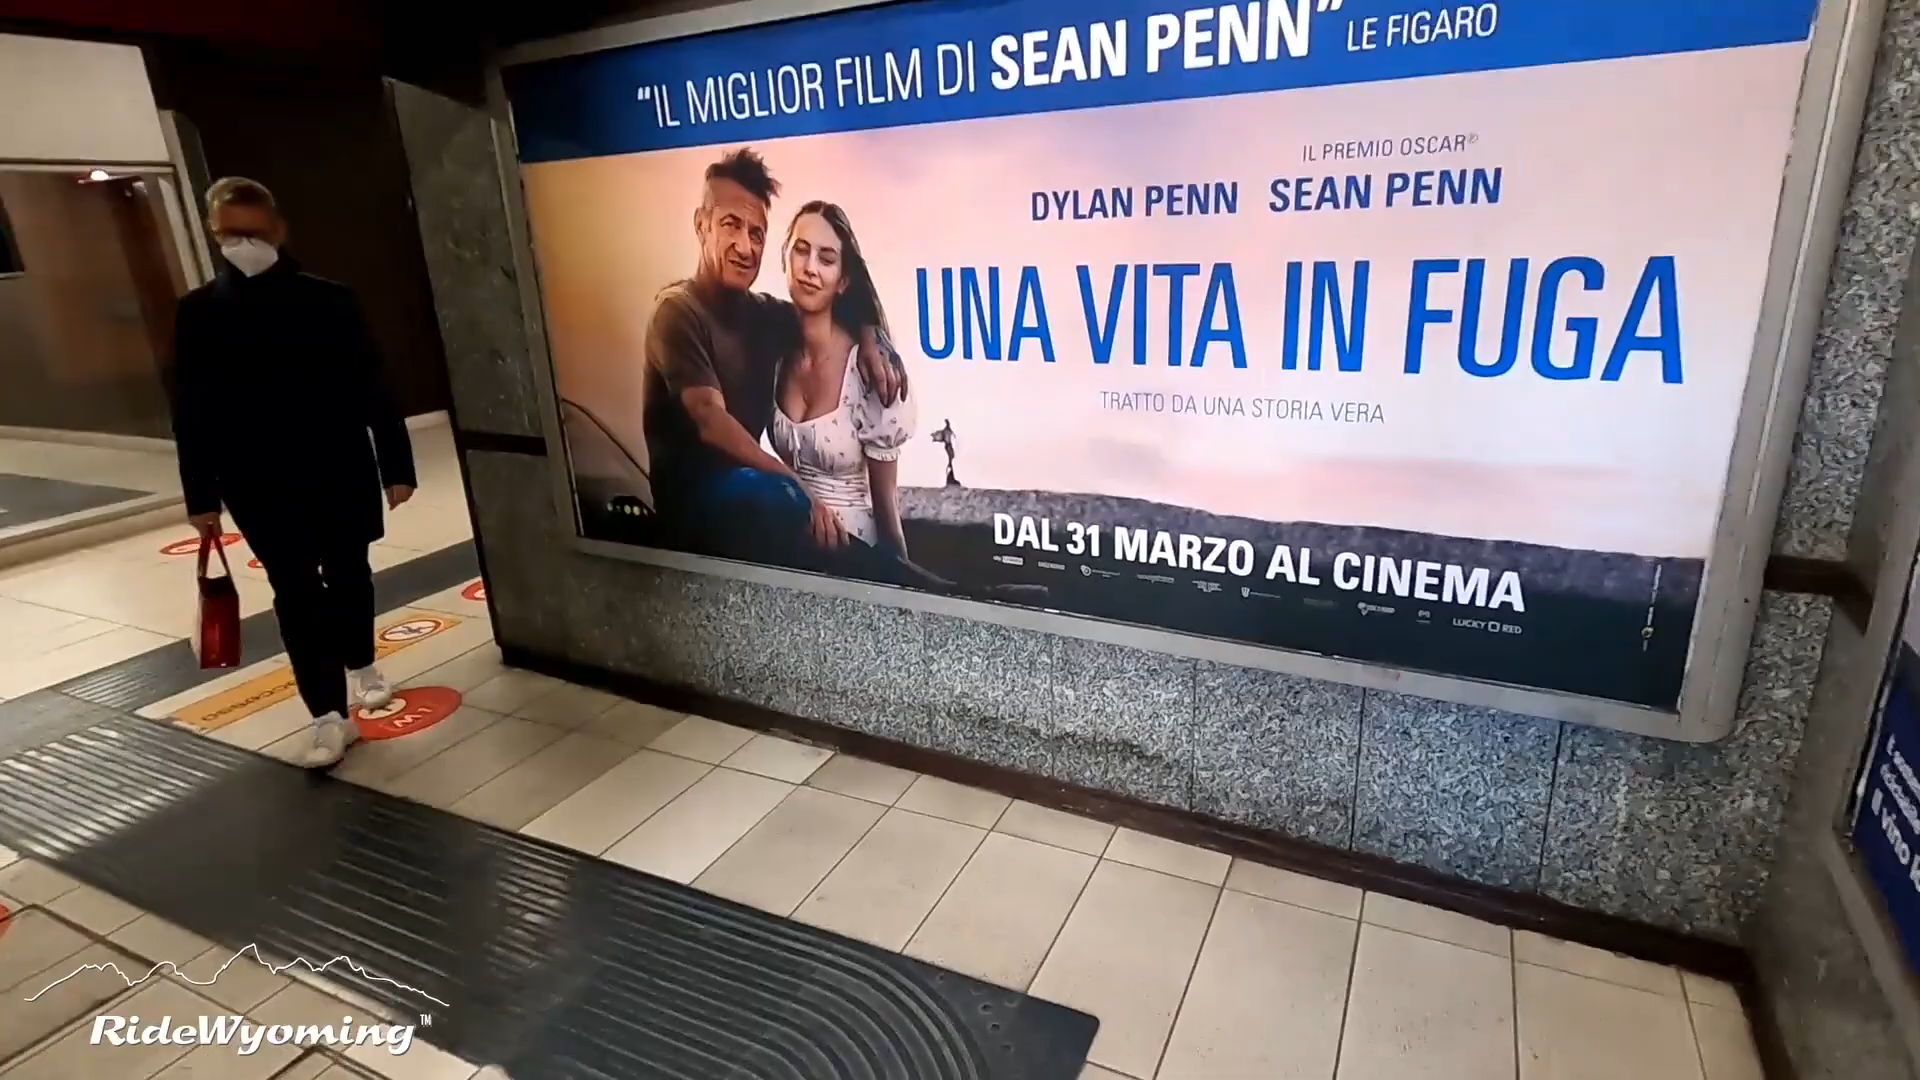 “IL MIGLIOR FILM DI SEAN PENN” LE FIGARO
IL PREMIO OSCAR®
DYLAN PENN SEAN PENN
UNA VITA IN FUGA
TRATTO DA UNA STORIA VERA
DAL 31 MARZO AL CINEMA
LUCKY RED
RideWyoming™